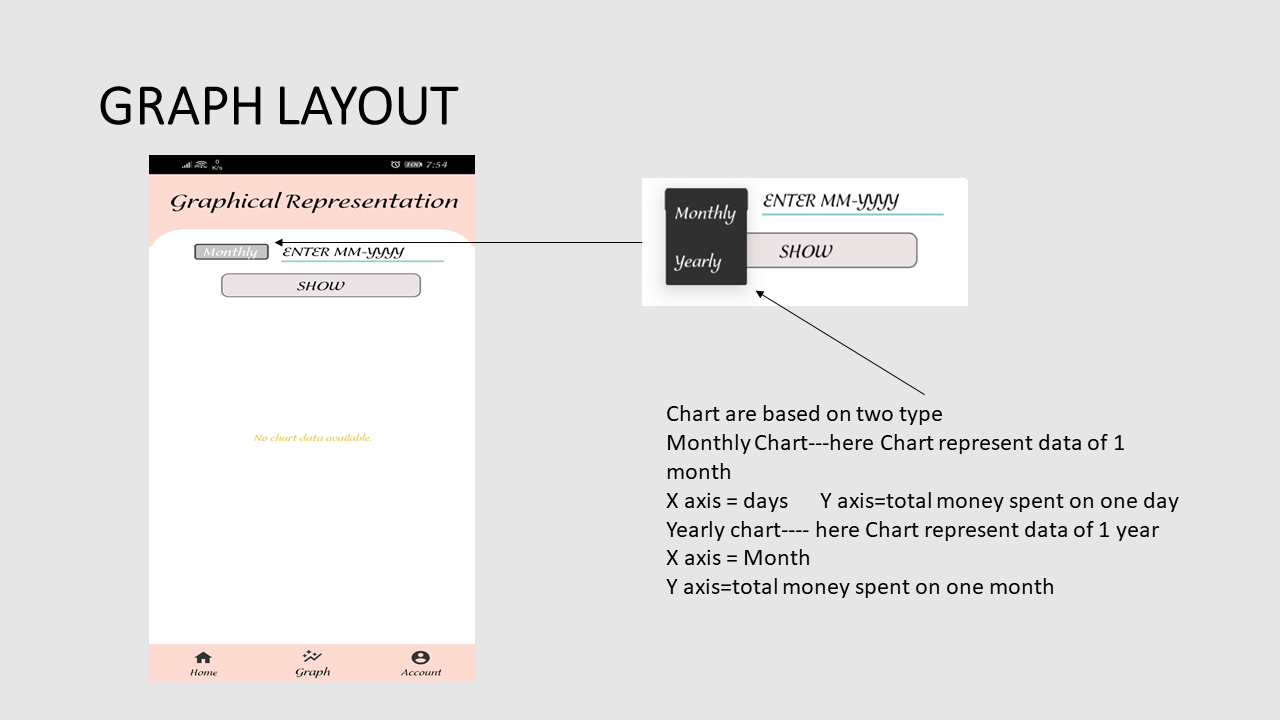 GRAPH LAYOUT
0
K/s
100
7:54
Graphical Representation
Monthly
ENTER MM-YYYY
SHOW
No chart data available.
Home
Graph
Account
Monthly
ENTER MM-YYYY
Yearly
SHOW
Chart are based on two type
Monthly Chart---here Chart represent data of 1
month
X axis = days Y axis=total money spent on one day
Yearly chart---- here Chart represent data of 1 year
X axis = Month
Y axis=total money spent on one month